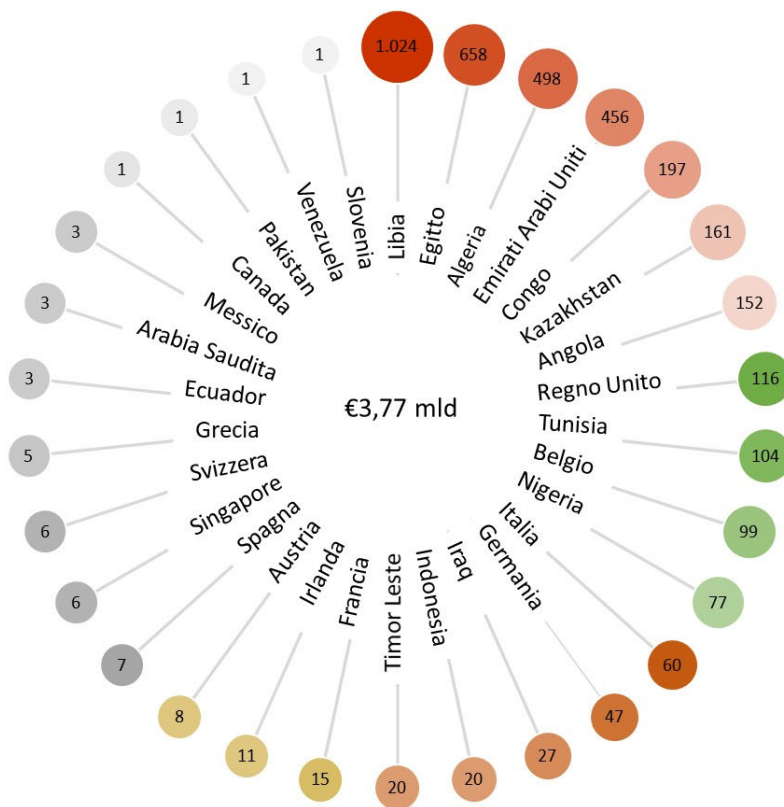 1.024
Libia
658
Egitto
498
Algeria
456
Emirati Arabi Uniti
197
Congo
161
Kazakhstan
152
Angola
116
Regno Unito
104
Tunisia
99
Belgio
77
Nigeria
60
Italia
47
Germania
27
Iraq
20
Indonesia
20
Timor Leste
15
Francia
11
Irlanda
8
Austria
7
Spagna
6
Singapore
6
Svizzera
5
Grecia
3
Ecuador
3
Arabia Saudita
3
Messico
1
Canada
1
Pakistan
1
Venezuela
1
Slovenia
€3,77 mld